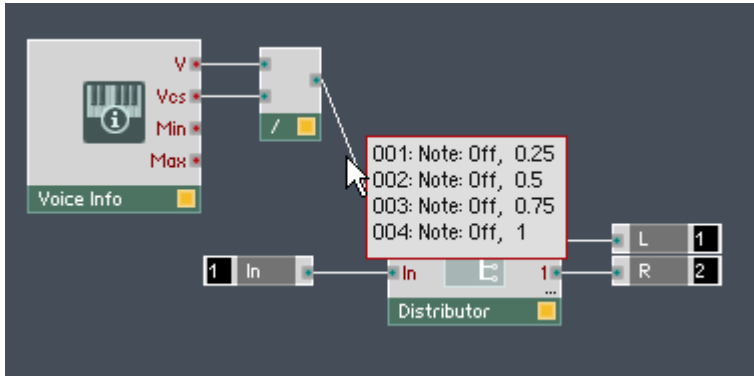 V
Vcs
Min
Max
Voice Info
/
001: Note: Off, 0.25
002: Note: Off, 0.5
003: Note: Off, 0.75
004: Note: Off, 1
L 1
1 In
In
1
R 2
...
Distributor